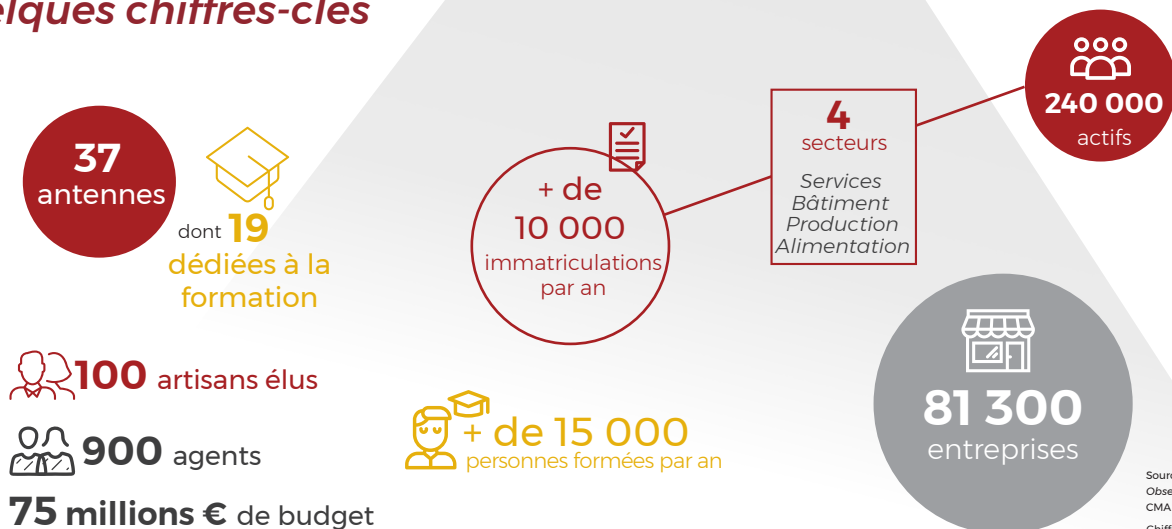 quelques chiffres-clés
37
antennes
dont 19
dédiées à la
formation
100 artisans élus
900 agents
75 millions € de budget
+ de
10 000
immatriculations
par an
+ de 15 000
personnes formées par an
4
secteurs
Services
Bâtiment
Production
Alimentation
240 000
actifs
81 300
entreprises
CMA